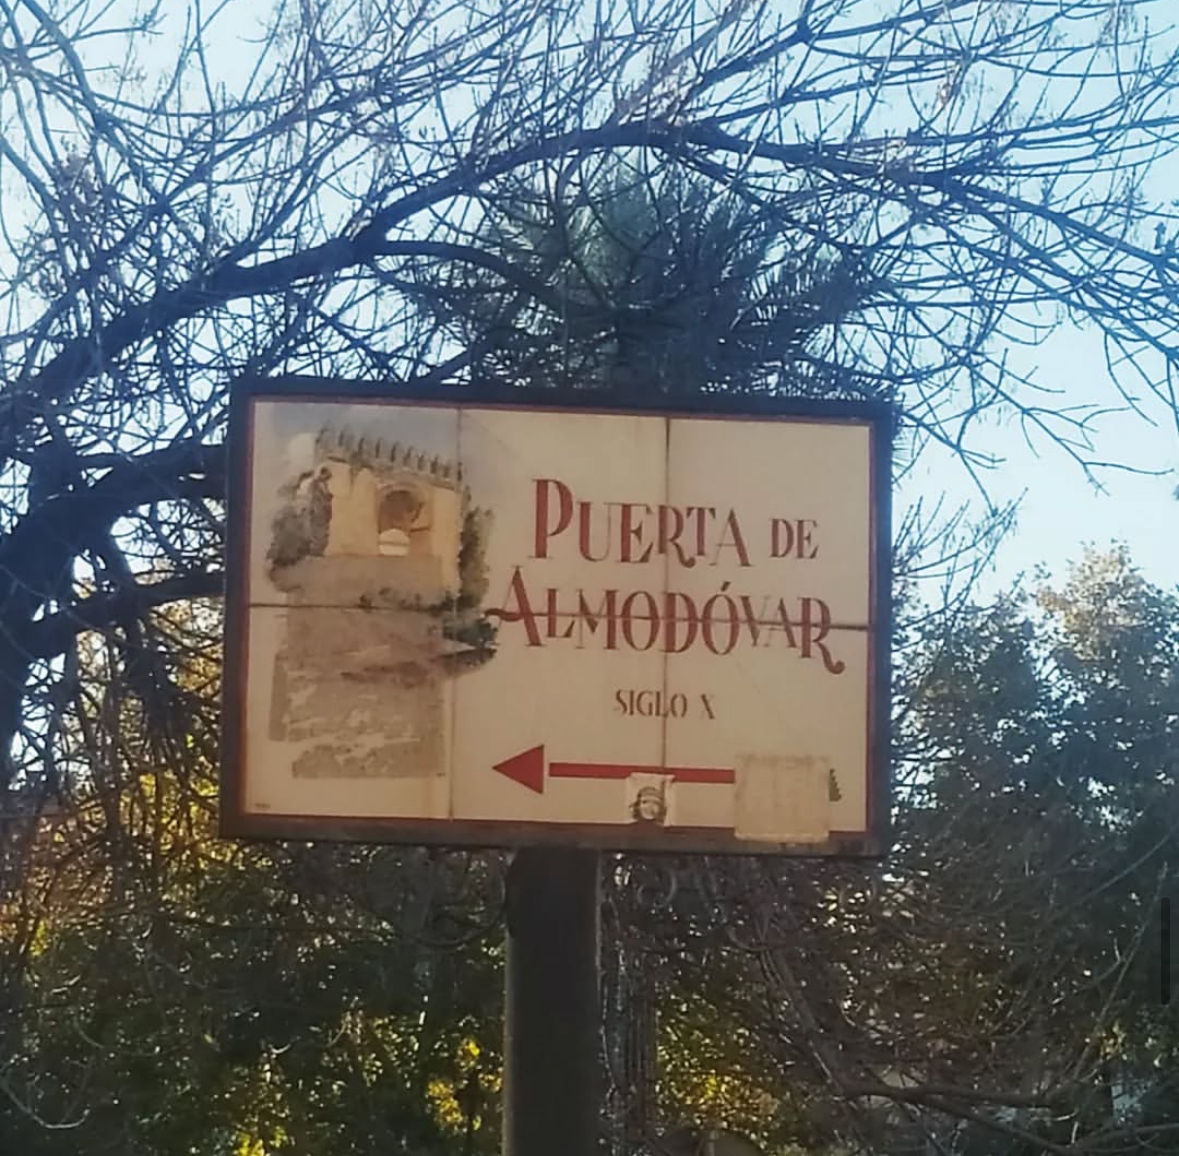 PUERTA DE
ALMODÓVAR
SIGLO X